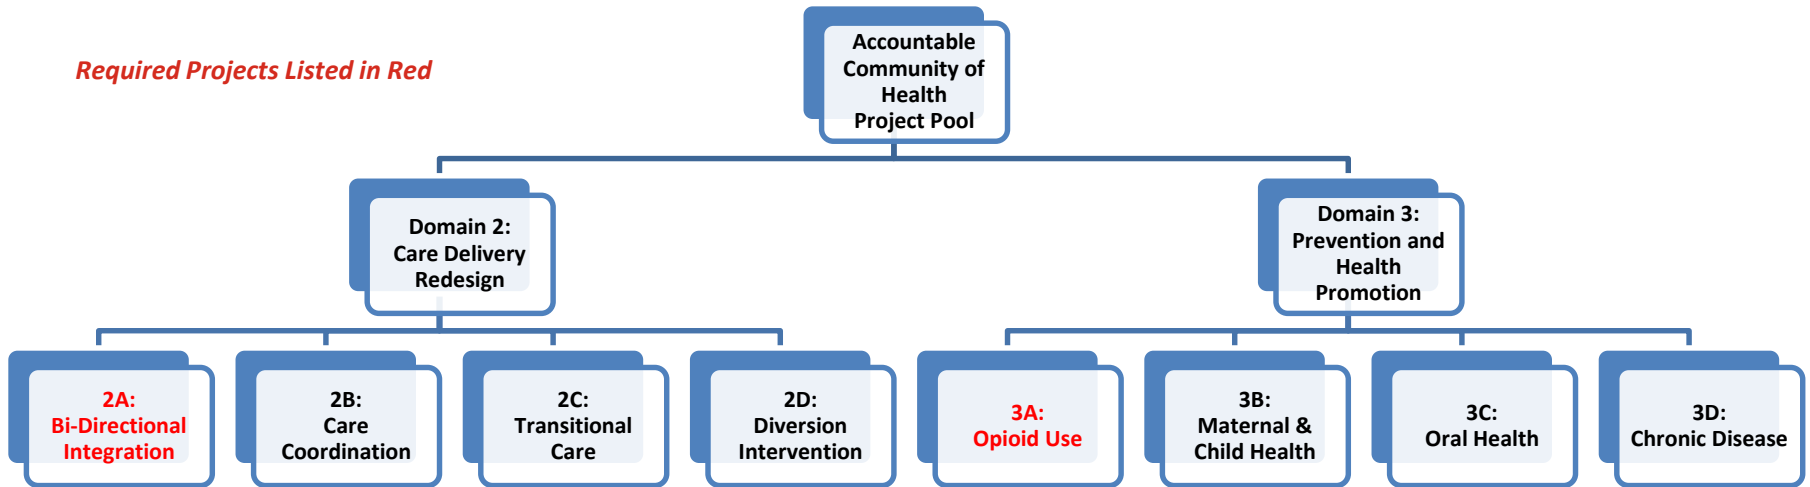 Required Projects Listed in Red
Accountable
Community of
Health
Project Pool
Domain 2:
Care Delivery
Redesign
Domain 3:
Prevention and
Health
Promotion
2A:
Bi-Directional
Integration
2B:
Care
Coordination
2C:
Transitional
Care
2D:
Diversion
Intervention
3A:
Opioid Use
3B:
Maternal &
Child Health
3C:
Oral Health
3D:
Chronic Disease